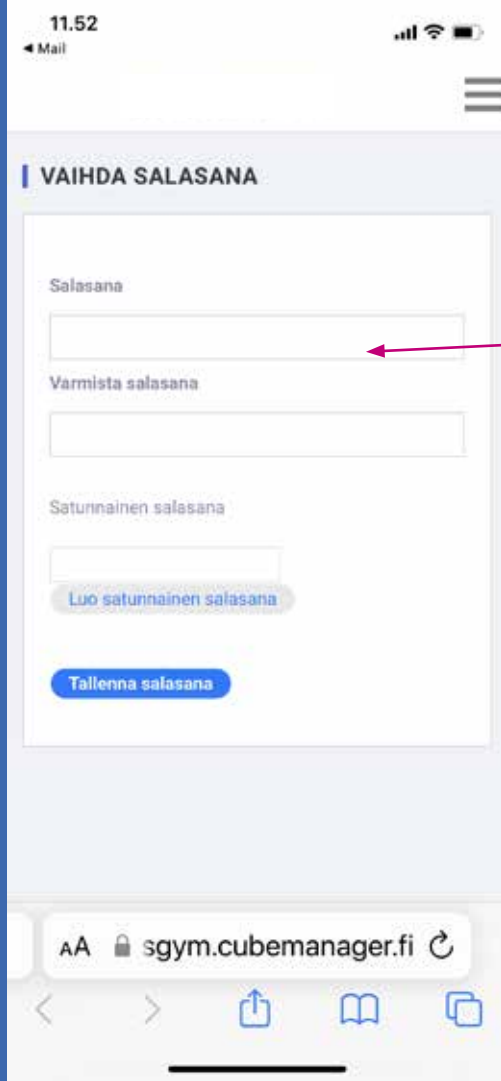 11.52
◀ Mail
VAIHDA SALASANA
Salasana
Varmista salasana
Satunnainen salasana
Luo satunnainen salasana
Tallenna salasana
AA sgym.cubemanager.fi